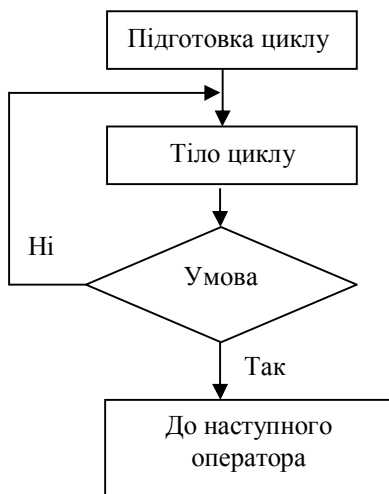 Підготовка циклу
Тіло циклу
Ні
Умова
Так
До наступного
оператора